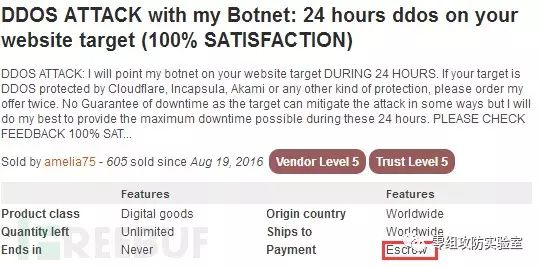 DDOS ATTACK with my Botnet: 24 hours ddos on your
website target (100% SATISFACTION)
DDOS ATTACK: I will point my botnet on your website target DURING 24 HOURS. If your target is
DDOS protected by Cloudflare, Incapsula, Akami or any other kind of protection, please order my
offer twice. No Guarantee of downtime as the target can mitigate the attack in some ways but I will
do my best to provide the maximum downtime possible during these 24 hours. PLEASE CHECK
FEEDBACK 100% SAT...
Sold by amelia75 - 605 sold since Aug 19, 2016 Vendor Level 5 Trust Level 5
Features Features
Product class Digital goods Origin country Worldwide
Quantity left Unlimited Ships to Worldwide
Ends in Never Payment Escrow
REEBUF
零组攻防实验室